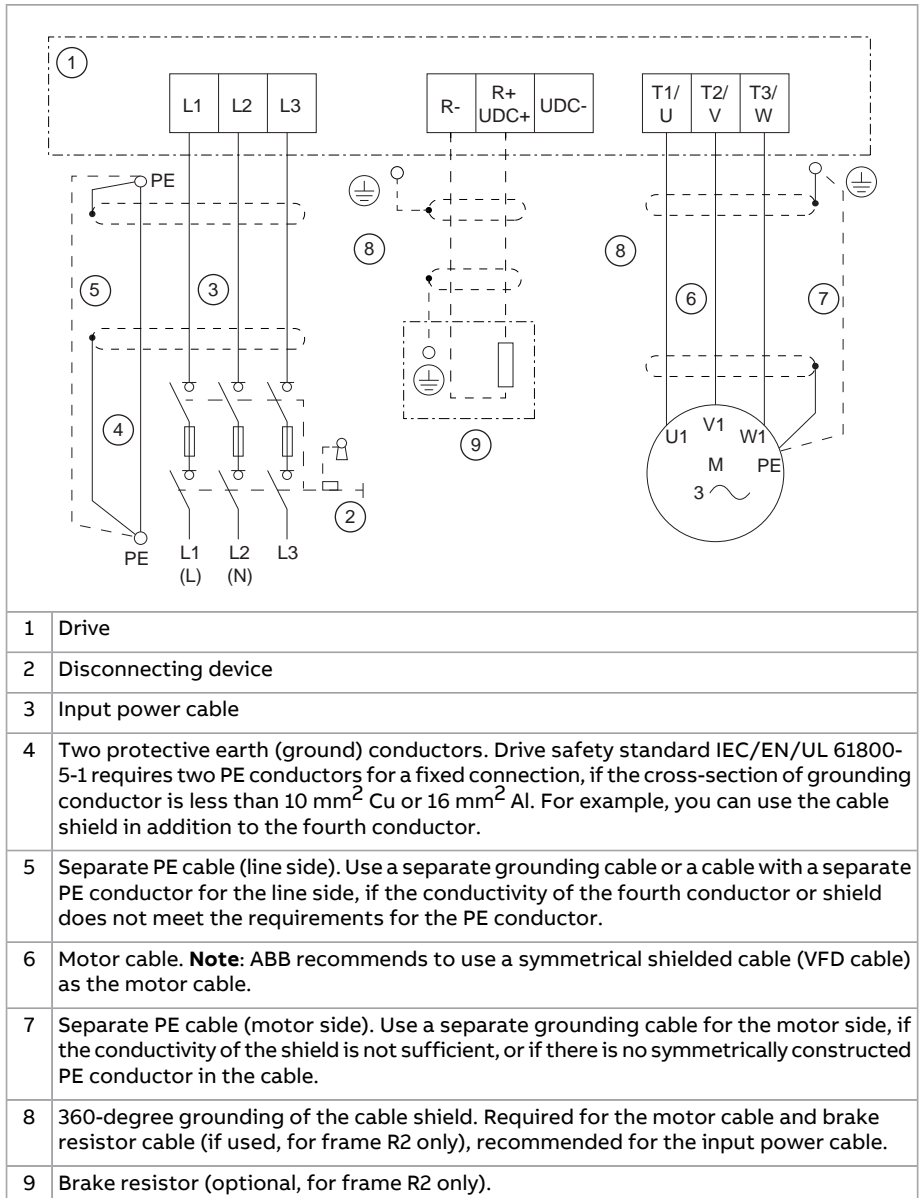 1
L1 L2 L3
R- R+ UDC+ UDC-
T1/ U T2/ V T3/ W
PE
8
8
5
3
6
7
4
9
U1 V1 W1
M PE
3
2
PE
L1 (L)
L2 (N)
L3
1 Drive
2 Disconnecting device
3 Input power cable
4 Two protective earth (ground) conductors. Drive safety standard IEC/EN/UL 61800-
5-1 requires two PE conductors for a fixed connection, if the cross-section of grounding
conductor is less than 10 mm2 Cu or 16 mm2 Al. For example, you can use the cable
shield in addition to the fourth conductor.
5 Separate PE cable (line side). Use a separate grounding cable or a cable with a separate
PE conductor for the line side, if the conductivity of the fourth conductor or shield
does not meet the requirements for the PE conductor.
6 Motor cable. Note: ABB recommends to use a symmetrical shielded cable (VFD cable)
as the motor cable.
7 Separate PE cable (motor side). Use a separate grounding cable for the motor side, if
the conductivity of the shield is not sufficient, or if there is no symmetrically constructed
PE conductor in the cable.
8 360-degree grounding of the cable shield. Required for the motor cable and brake
resistor cable (if used, for frame R2 only), recommended for the input power cable.
9 Brake resistor (optional, for frame R2 only).